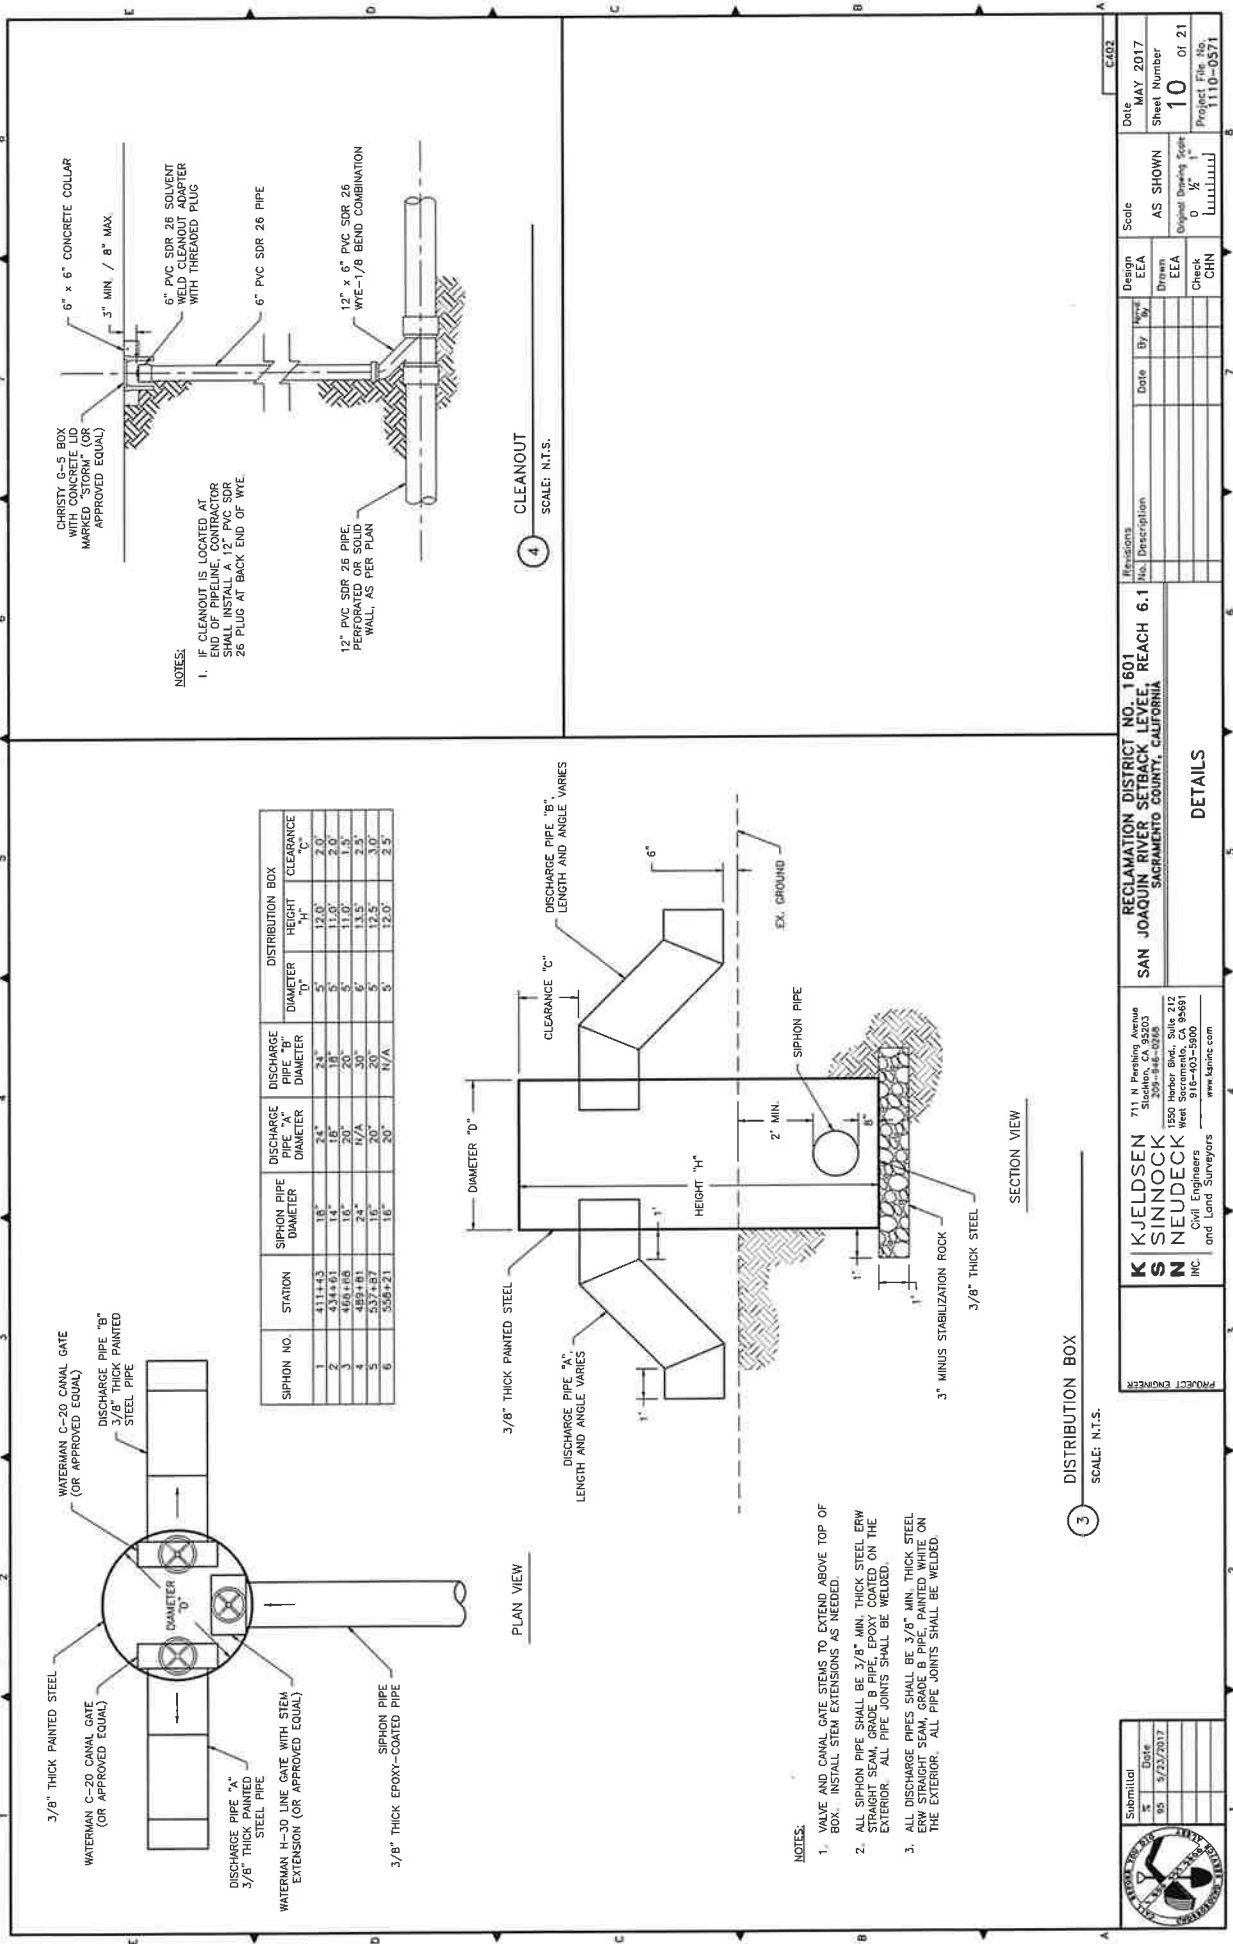 3/8" THICK PAINTED STEEL
WATERMAN C-20 CANAL GATE
(OR APPROVED EQUAL)
WATERMAN C-20 CANAL GATE
(OR APPROVED EQUAL)
DISCHARGE PIPE "B"
3/8" THICK PAINTED
STEEL PIPE
DIAMETER
"D"
DISCHARGE PIPE "A"
3/8" THICK PAINTED
STEEL PIPE
WATERMAN H-30 LINE GATE WITH STEM
EXTENSION (OR APPROVED EQUAL)
SIPHON PIPE
3/8" THICK EPOXY-COATED PIPE
PLAN VIEW
SIPHON NO. STATION SIPHON PIPE DIAMETER DISCHARGE PIPE "A" DIAMETER DISCHARGE PIPE "B" DIAMETER DISTRIBUTION BOX
DIAMETER "D" HEIGHT "H" CLEARANCE "C"
1 411+43 18" 24" 24" 5' 12.0' 2.0'
2 434+61 14" 18" 18" 5' 11.0' 2.0'
3 466+68 16" 20" 20" 5' 11.0' 1.5'
4 489+81 24" N/A 30" 6' 13.5' 2.5'
5 537+87 16" 20" 20" 5' 12.5' 3.0'
6 558+21 16" 20" N/A 5' 12.0' 2.5'
3/8" THICK PAINTED STEEL
DIAMETER "D"
CLEARANCE "C"
DISCHARGE PIPE "A",
LENGTH AND ANGLE VARIES
DISCHARGE PIPE "B",
LENGTH AND ANGLE VARIES
1'
1'
HEIGHT "H"
6"
EX. GROUND
2' MIN.
SIPHON PIPE
8"
1'
1'
3" MINUS STABILIZATION ROCK
3/8" THICK STEEL
SECTION VIEW
NOTES:
1. VALVE AND CANAL GATE STEMS TO EXTEND ABOVE TOP OF
BOX. INSTALL STEM EXTENSIONS AS NEEDED.
2. ALL SIPHON PIPE SHALL BE 3/8" MIN. THICK STEEL ERW
STRAIGHT SEAM, GRADE B PIPE, EPOXY COATED ON THE
EXTERIOR. ALL PIPE JOINTS SHALL BE WELDED.
3. ALL DISCHARGE PIPES SHALL BE 3/8" MIN. THICK STEEL
ERW STRAIGHT SEAM, GRADE B PIPE, PAINTED WHITE ON
THE EXTERIOR. ALL PIPE JOINTS SHALL BE WELDED.
3
DISTRIBUTION BOX
SCALE: N.T.S.
CHRISTY G-5 BOX
WITH CONCRETE LID
MARKED "STORM" (OR
APPROVED EQUAL)
6" x 6" CONCRETE COLLAR
3" MIN. / 8" MAX.
6" PVC SDR 26 SOLVENT
WELD CLEANOUT ADAPTER
WITH THREADED PLUG
6" PVC SDR 26 PIPE
NOTES:
1. IF CLEANOUT IS LOCATED AT
END OF PIPELINE, CONTRACTOR
SHALL INSTALL A 12" PVC SDR
26 PLUG AT BACK END OF WYE.
12" PVC SDR 26 PIPE,
PERFORATED OR SOLID
WALL, AS PER PLAN
12" x 6" PVC SDR 26
WYE-1/8 BEND COMBINATION
4
CLEANOUT
SCALE: N.T.S.
C402
Submittal
% Date
95 5/23/2017
PROJECT ENGINEER
K KJELDSEN
S SINNOCK
N NEUDECK
INC. Civil Engineers
and Land Surveyors
711 N Pershing Avenue
Stockton, CA 95203
209-946-0268
1550 Harbor Blvd., Suite 212
West Sacramento, CA 95691
916-403-5900
www.ksninc.com
RECLAMATION DISTRICT NO. 1601
SAN JOAQUIN RIVER SETBACK LEVEE, REACH 6.1
SACRAMENTO COUNTY, CALIFORNIA
DETAILS
Revisions
No. Description Date By Apvd. By
Design
EEA
Drawn
EEA
Check
CHN
Scale
AS SHOWN
Original Drawing Scale
0 ½" 1"
Date
MAY 2017
Sheet Number
10 Of 21
Project File No.
1110-0571